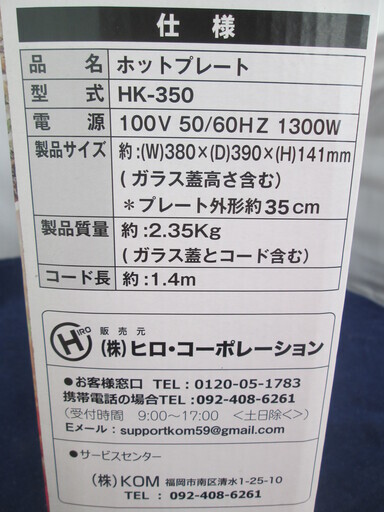 仕様
品名 ホットプレート
型式 HK-350
電源 100V 50/60HZ 1300W
製品サイズ 約:(W)380×(D)390×(H)141mm
(ガラス蓋高さ含む)
*プレート外形約35cm
製品質量 約:2.35Kg
(ガラス蓋とコード含む)
コード長 約:1.4m
HIRO 販売元
(株)ヒロ・コーポレーション
●お客様窓口 TEL:0120-05-1783
携帯電話の場合TEL:092-408-6261
(受付時間 9:00〜17:00 <土日除く>)
Eメール:supportkom59@gmail.com
●サービスセンター
(株)KOM 福岡市南区清水1-25-10
TEL:092-408-6261